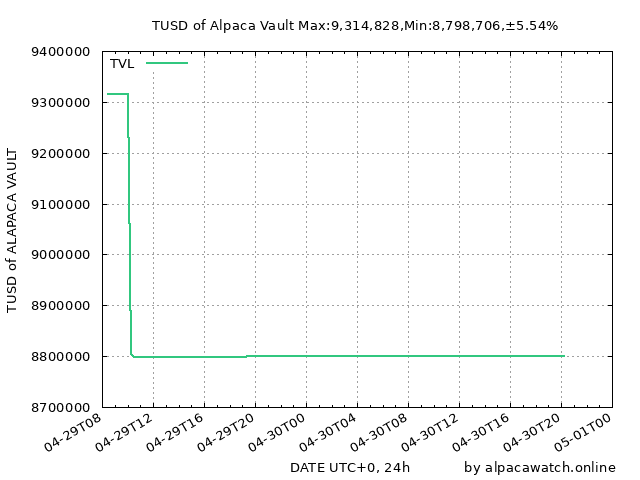 TUSD of Alpaca Vault Max:9,314,828,Min:8,798,706,±5.54%
TVL
9400000
9300000
9200000
9100000
9000000
8900000
8800000
8700000
TUSD of ALAPACA VAULT
04-29T08
04-29T12
04-29T16
04-29T20
04-30T00
04-30T04
04-30T08
04-30T12
04-30T16
04-30T20
05-01T00
DATE UTC+0, 24h
by alpacawatch.online